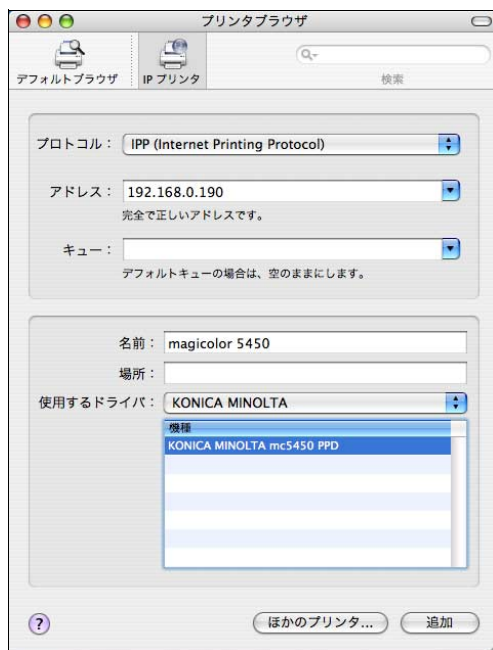 プリンタブラウザ
デフォルトブラウザ
IP プリンタ
検索
プロトコル：
IPP (Internet Printing Protocol)
アドレス：
192.168.0.190
完全で正しいアドレスです。
キュー：
デフォルトキューの場合は、空のままにします。
名前：
magicolor 5450
場所：
使用するドライバ：
KONICA MINOLTA
機種
KONICA MINOLTA mc5450 PPD
?
ほかのプリンタ...
追加